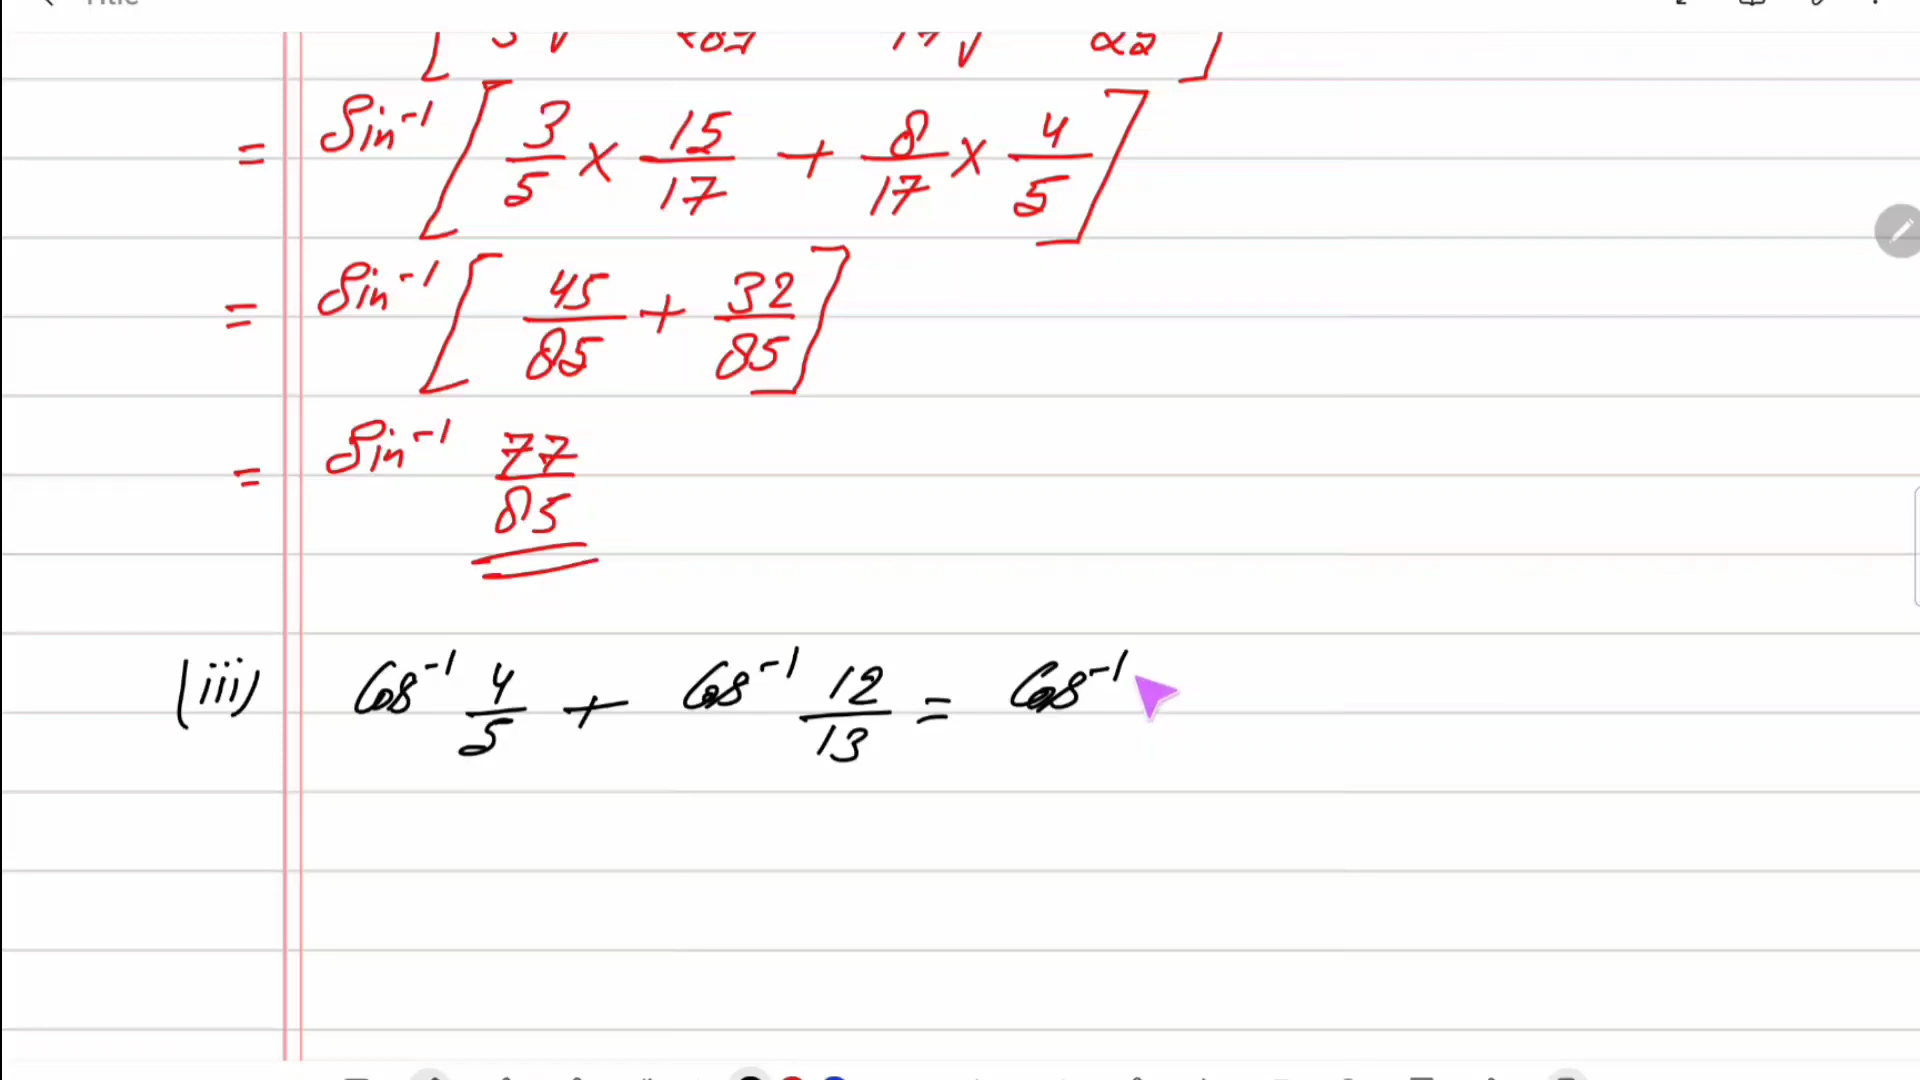 Title
= Sin⁻¹ [ 3/5 × 15/17 + 8/17 × 4/5 ]
= Sin⁻¹ [ 45/85 + 32/85 ]
= Sin⁻¹ 77/85
(iii) Cos⁻¹ 4/5 + Cos⁻¹ 12/13 = Cos⁻¹